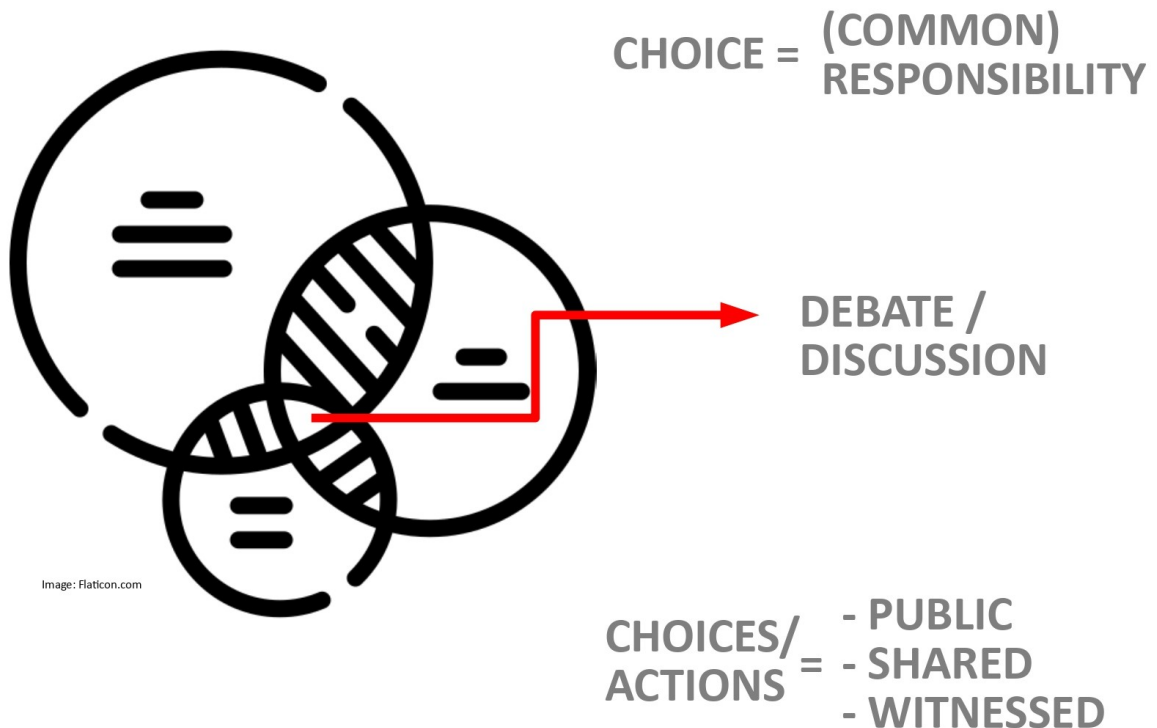 CHOICE = (COMMON)
RESPONSIBILITY
DEBATE /
DISCUSSION
Image: Flaticon.com
CHOICES/
ACTIONS
= - PUBLIC
- SHARED
- WITNESSED